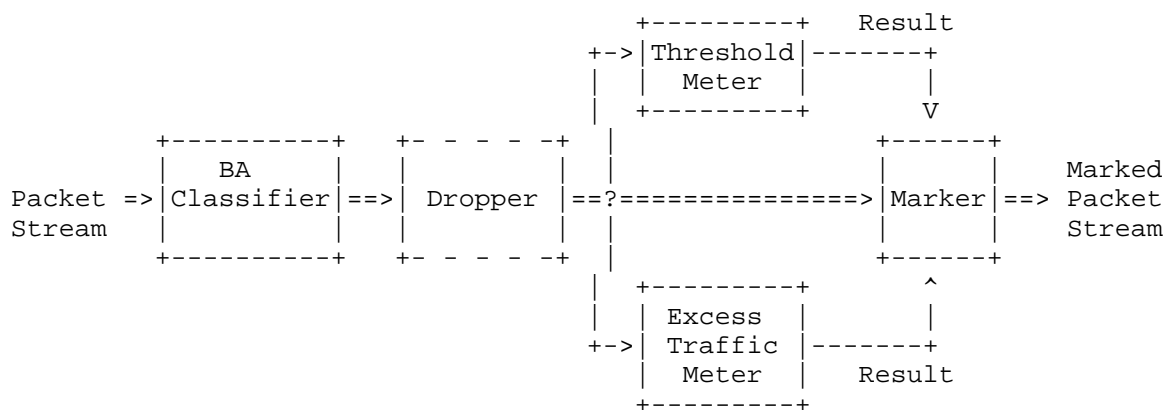 Result
Threshold
Meter
BA
Classifier
Dropper
?
Marker
Packet
Stream
Marked
Packet
Stream
Excess
Traffic
Meter
Result